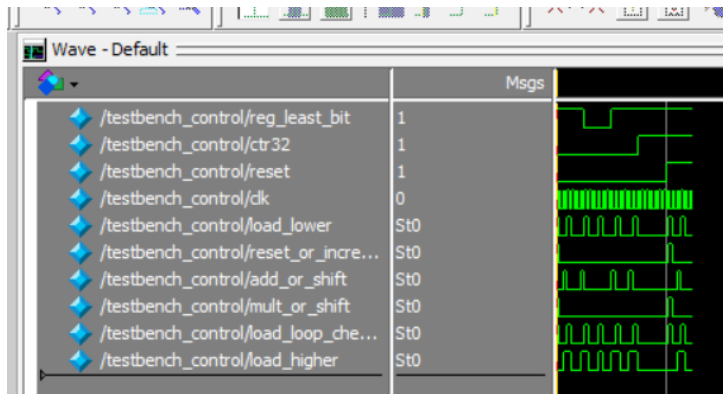 Wave - Default
Msgs
/testbench_control/reg_least_bit 1
/testbench_control/ctr32 1
/testbench_control/reset 1
/testbench_control/clk 0
/testbench_control/load_lower St0
/testbench_control/reset_or_incre... St0
/testbench_control/add_or_shift St0
/testbench_control/mult_or_shift St0
/testbench_control/load_loop_che... St0
/testbench_control/load_higher St0